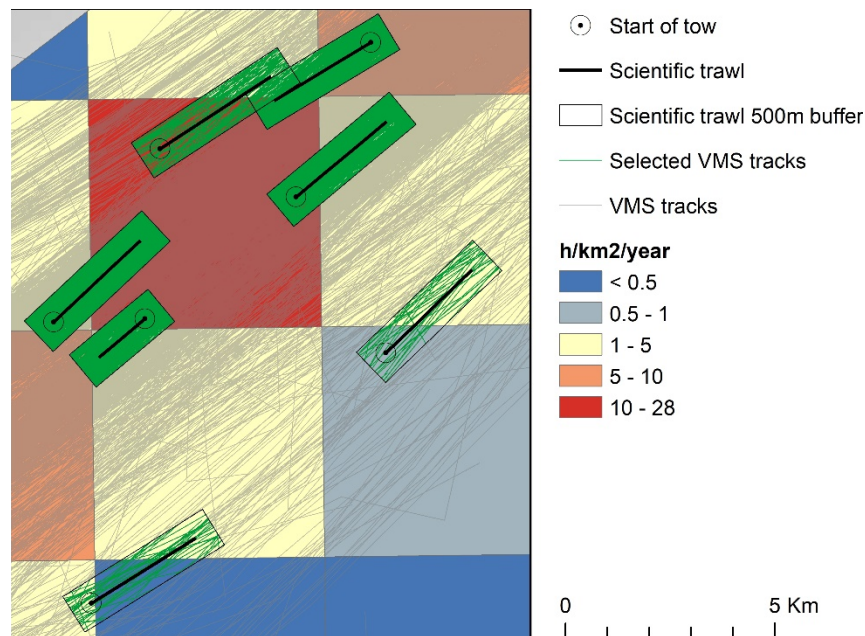 Start of tow
Scientific trawl
Scientific trawl 500m buffer
Selected VMS tracks
VMS tracks
h/km2/year
< 0.5
0.5 - 1
1 - 5
5 - 10
10 - 28
0 5 Km